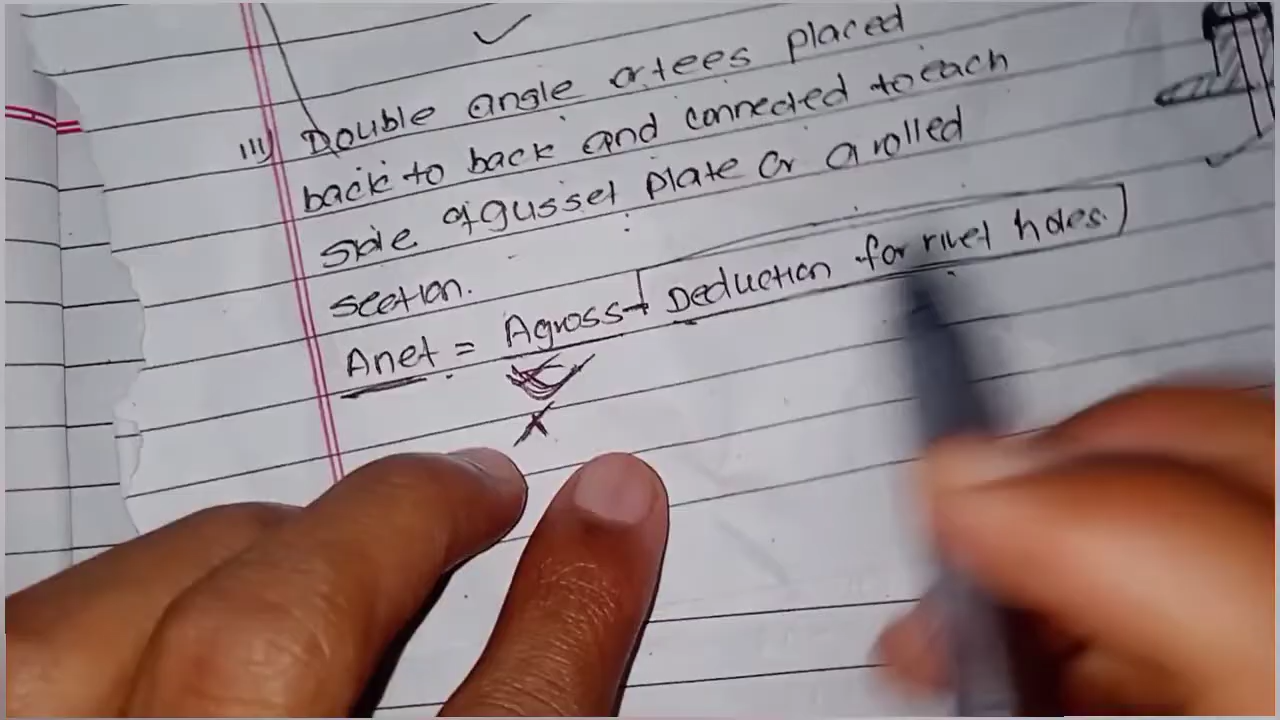 iii) Double angle or tees placed
back to back and connected to each
side of gusset plate or a rolled
section.
Anet = Agross - Deduction for rivet holes.